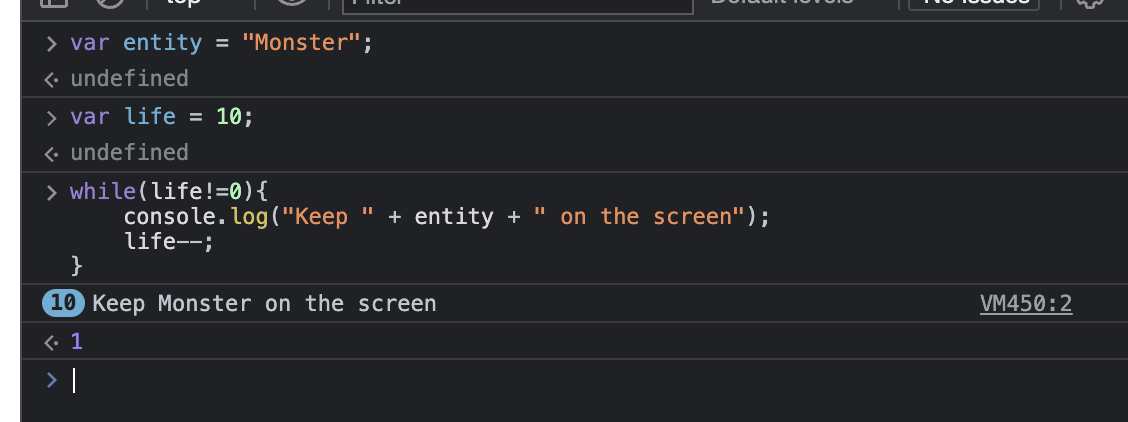 top Filter Default levels No Issues
> var entity = "Monster";
undefined
> var life = 10;
undefined
> while(life!=0){
    console.log("Keep " + entity + " on the screen");
    life--;
}
10 Keep Monster on the screen VM450:2
1
>